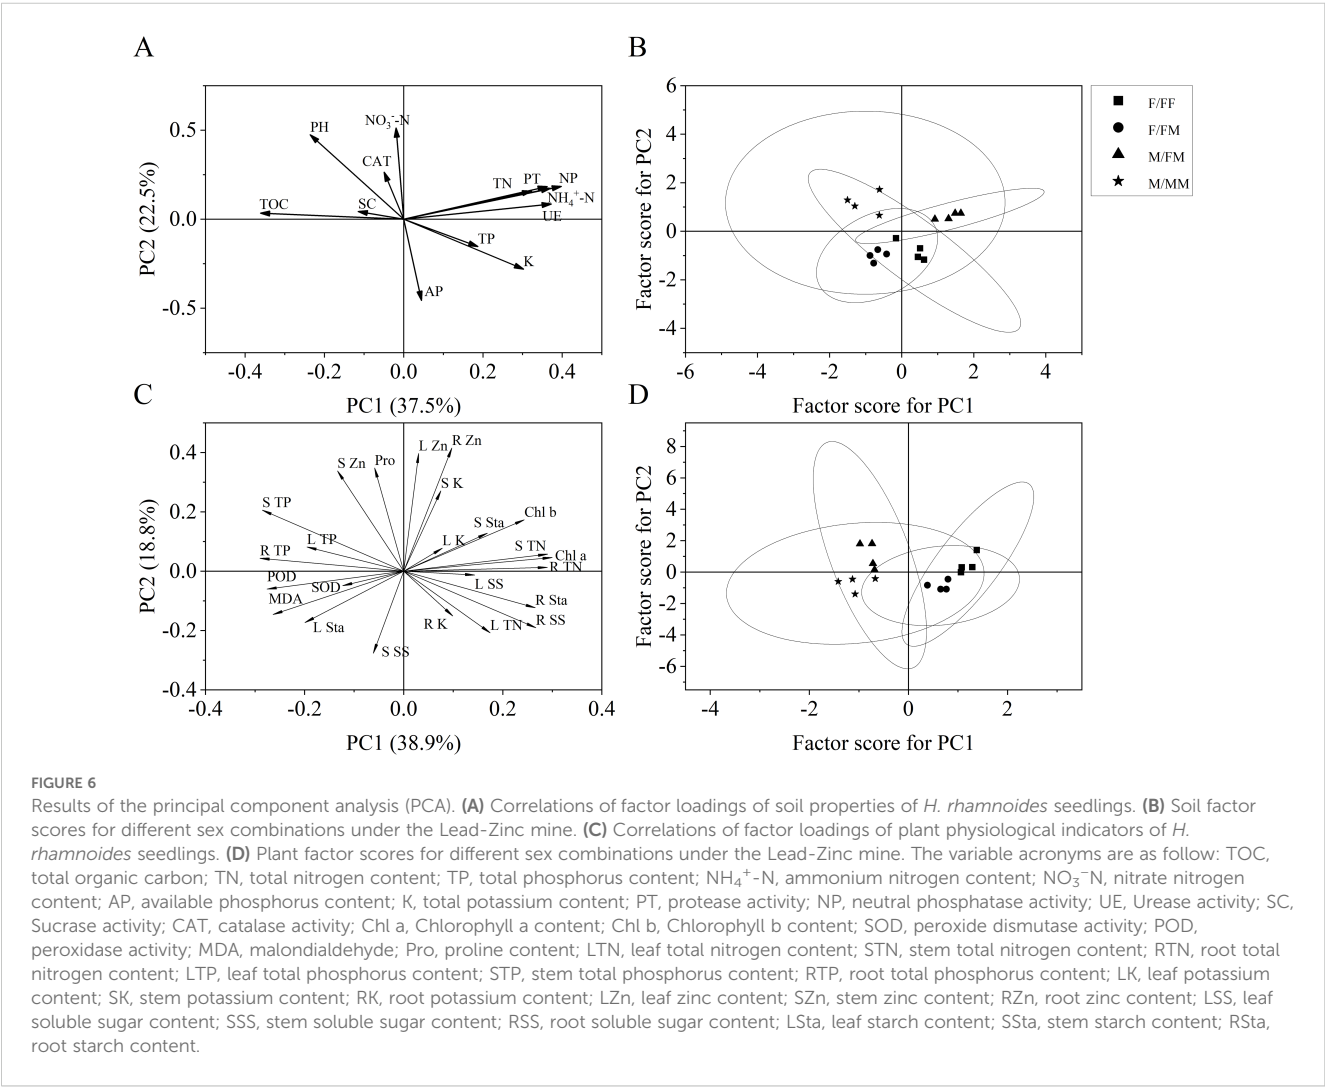 A
B
PH
NO₃⁻-N
CAT
TOC
SC
TN
PT
NP
NH₄⁺-N
UE
TP
K
AP
0.5
0.0
-0.5
PC2 (22.5%)
-0.4
-0.2
0.0
0.2
0.4
PC1 (37.5%)
6
4
2
0
-2
-4
Factor score for PC2
-6
-4
-2
0
2
4
Factor score for PC1
F/FF
F/FM
M/FM
M/MM
C
D
L Zn
R Zn
S Zn
Pro
S K
S TP
Chl b
S Sta
L TP
L K
R TP
S TN
Chl a
R TN
POD
SOD
L SS
MDA
R Sta
L Sta
R K
L TN
R SS
S SS
0.4
0.2
0.0
-0.2
-0.4
PC2 (18.8%)
-0.4
-0.2
0.0
0.2
0.4
PC1 (38.9%)
8
6
4
2
0
-2
-4
-6
Factor score for PC2
-4
-2
0
2
Factor score for PC1
FIGURE 6
Results of the principal component analysis (PCA). (A) Correlations of factor loadings of soil properties of H. rhamnoides seedlings. (B) Soil factor
scores for different sex combinations under the Lead-Zinc mine. (C) Correlations of factor loadings of plant physiological indicators of H.
rhamnoides seedlings. (D) Plant factor scores for different sex combinations under the Lead-Zinc mine. The variable acronyms are as follow: TOC,
total organic carbon; TN, total nitrogen content; TP, total phosphorus content; NH₄⁺-N, ammonium nitrogen content; NO₃⁻N, nitrate nitrogen
content; AP, available phosphorus content; K, total potassium content; PT, protease activity; NP, neutral phosphatase activity; UE, Urease activity; SC,
Sucrase activity; CAT, catalase activity; Chl a, Chlorophyll a content; Chl b, Chlorophyll b content; SOD, peroxide dismutase activity; POD,
peroxidase activity; MDA, malondialdehyde; Pro, proline content; LTN, leaf total nitrogen content; STN, stem total nitrogen content; RTN, root total
nitrogen content; LTP, leaf total phosphorus content; STP, stem total phosphorus content; RTP, root total phosphorus content; LK, leaf potassium
content; SK, stem potassium content; RK, root potassium content; LZn, leaf zinc content; SZn, stem zinc content; RZn, root zinc content; LSS, leaf
soluble sugar content; SSS, stem soluble sugar content; RSS, root soluble sugar content; LSta, leaf starch content; SSta, stem starch content; RSta,
root starch content.